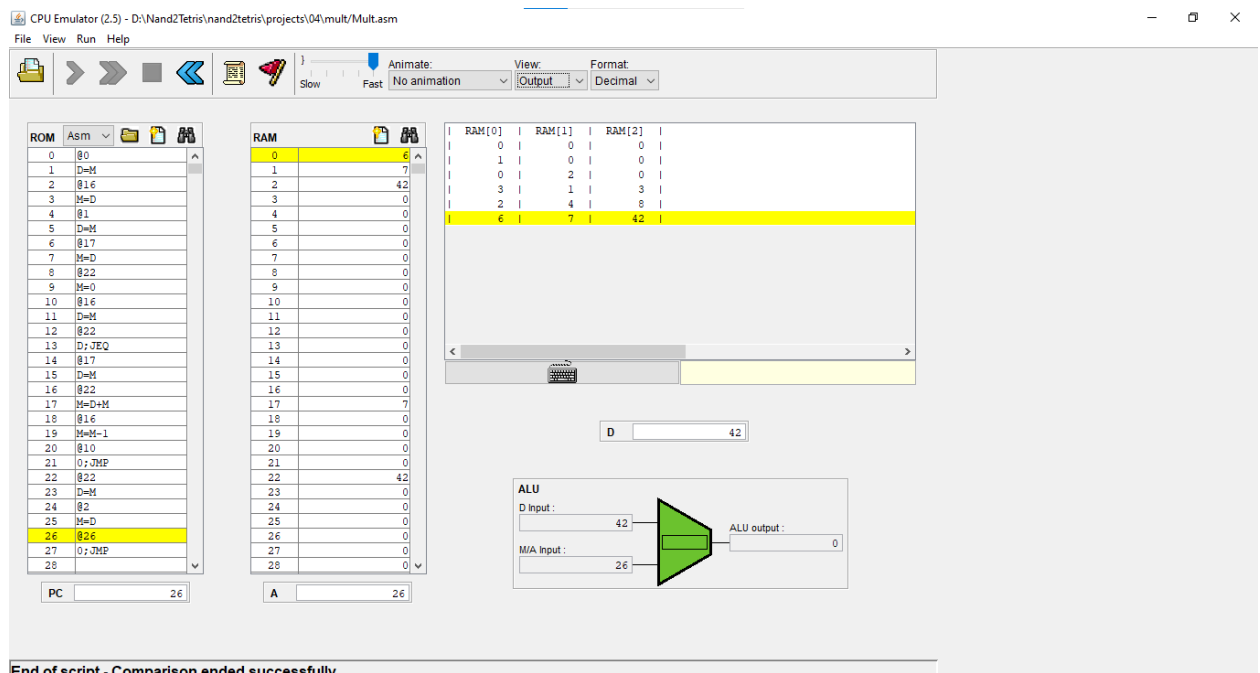 CPU Emulator (2.5) - D:\Nand2Tetris\nand2tetris\projects\04\mult/Mult.asm
File View Run Help
Slow Fast
Animate: View: Format:
No animation Output Decimal
ROM Asm
0 @0
1 D=M
2 @16
3 M=D
4 @1
5 D=M
6 @17
7 M=D
8 @22
9 M=0
10 @16
11 D=M
12 @22
13 D;JEQ
14 @17
15 D=M
16 @22
17 M=D+M
18 @16
19 M=M-1
20 @10
21 0;JMP
22 @22
23 D=M
24 @2
25 M=D
26 @26
27 0;JMP
28
PC 26
RAM
0 6
1 7
2 42
3 0
4 0
5 0
6 0
7 0
8 0
9 0
10 0
11 0
12 0
13 0
14 0
15 0
16 0
17 7
18 0
19 0
20 0
21 0
22 42
23 0
24 0
25 0
26 0
27 0
28 0
A 26
| RAM[0] | RAM[1] | RAM[2] |
| 0 | 0 | 0 |
| 1 | 0 | 0 |
| 0 | 2 | 0 |
| 3 | 1 | 3 |
| 2 | 4 | 8 |
| 6 | 7 | 42 |
D 42
ALU
D Input :
42
M/A Input :
26
ALU output :
0
End of script - Comparison ended successfully